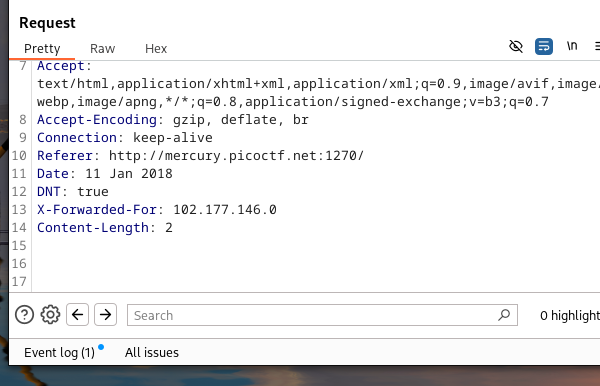 Request
Pretty Raw Hex
\n
7 Accept:
text/html,application/xhtml+xml,application/xml;q=0.9,image/avif,image/
webp,image/apng,*/*;q=0.8,application/signed-exchange;v=b3;q=0.7
8 Accept-Encoding: gzip, deflate, br
9 Connection: keep-alive
10 Referer: http://mercury.picoctf.net:1270/
11 Date: 11 Jan 2018
12 DNT: true
13 X-Forwarded-For: 102.177.146.0
14 Content-Length: 2
15
16
17
Search 0 highlight
Event log (1) All issues